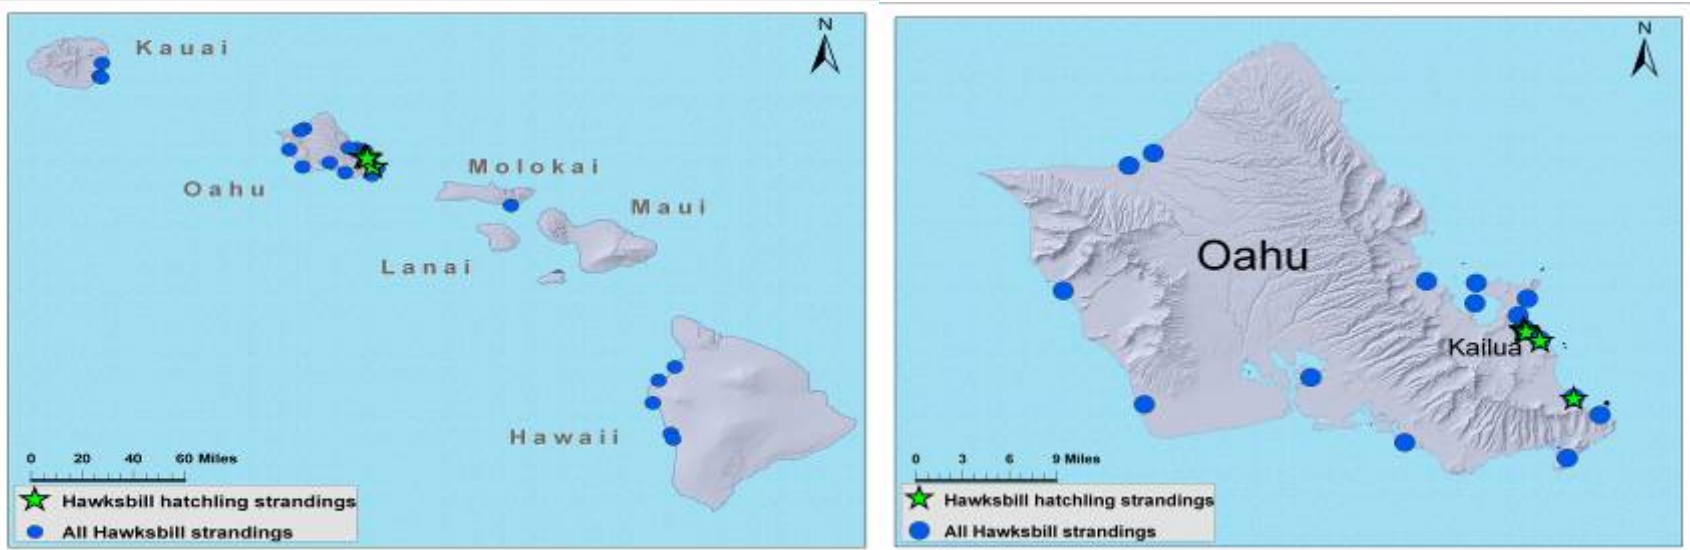 N
Kauai
Oahu
Molokai
Maui
Lanai
Hawaii
0 20 40 60 Miles
Hawksbill hatchling strandings
All Hawksbill strandings
N
Oahu
Kailua
0 3 6 9 Miles
Hawksbill hatchling strandings
All Hawksbill strandings